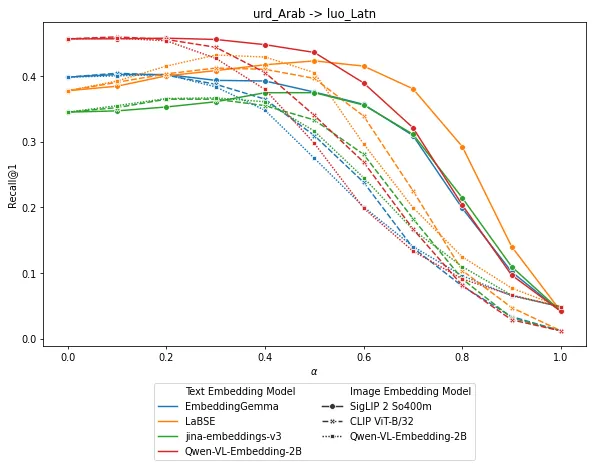 urd_Arab -> luo_Latn
Recall@1
0.4
0.3
0.2
0.1
0.0
0.0 0.2 0.4 0.6 0.8 1.0
α
Text Embedding Model
EmbeddingGemma
LaBSE
jina-embeddings-v3
Qwen-VL-Embedding-2B
Image Embedding Model
SigLIP 2 So400m
CLIP ViT-B/32
Qwen-VL-Embedding-2B